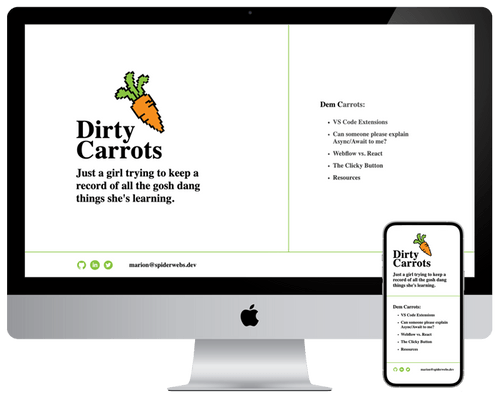 Dirty
Carrots
Just a girl trying to keep a
record of all the gosh dang
things she's learning.
Dem Carrots:
VS Code Extensions
Can someone please explain
Async/Await to me?
Webflow vs. React
The Clicky Button
Resources
marion@spiderwebs.dev
Dirty
Carrots
Just a girl trying to keep a
record of all the gosh dang
things she's learning.
Dem Carrots:
VS Code Extensions
Can someone please explain
Async/Await to me?
Webflow vs. React
The Clicky Button
Resources
marion@spiderwebs.dev